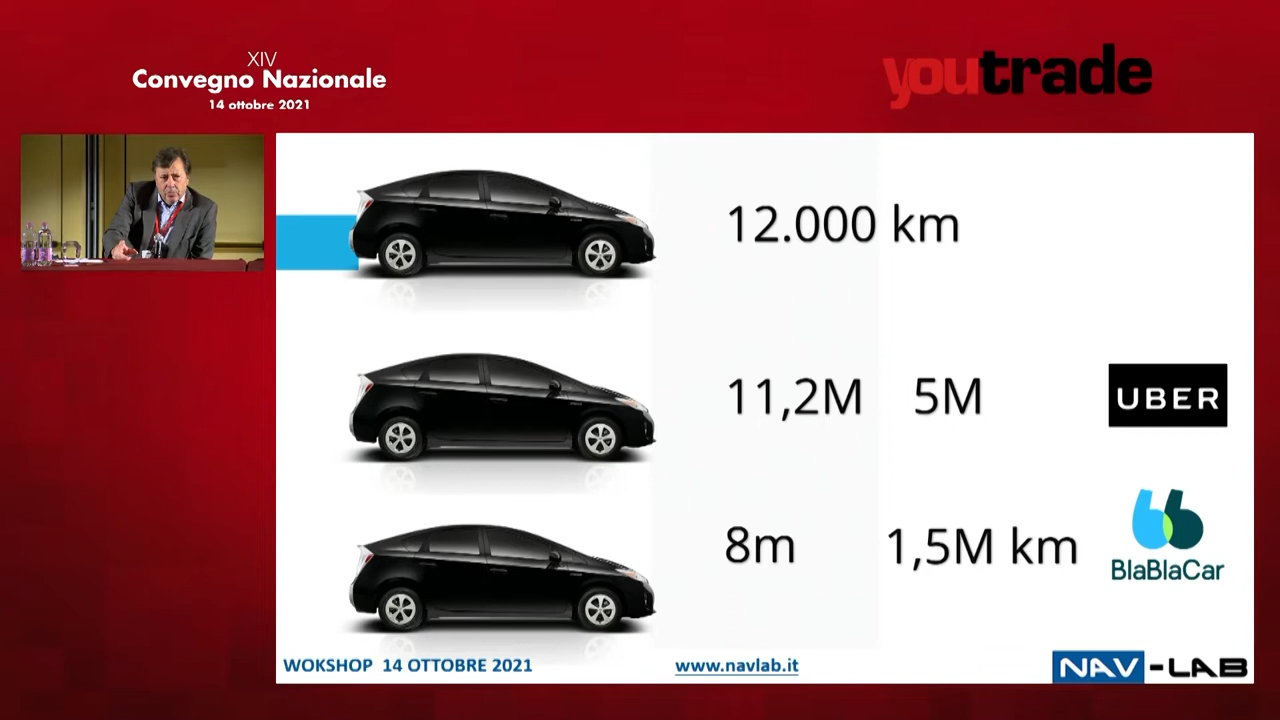 XIV
Convegno Nazionale
14 ottobre 2021
youtrade
12.000 km
11,2M 5M
UBER
8m 1,5M km
BlaBlaCar
WOKSHOP 14 OTTOBRE 2021
www.navlab.it
NAV-LAB